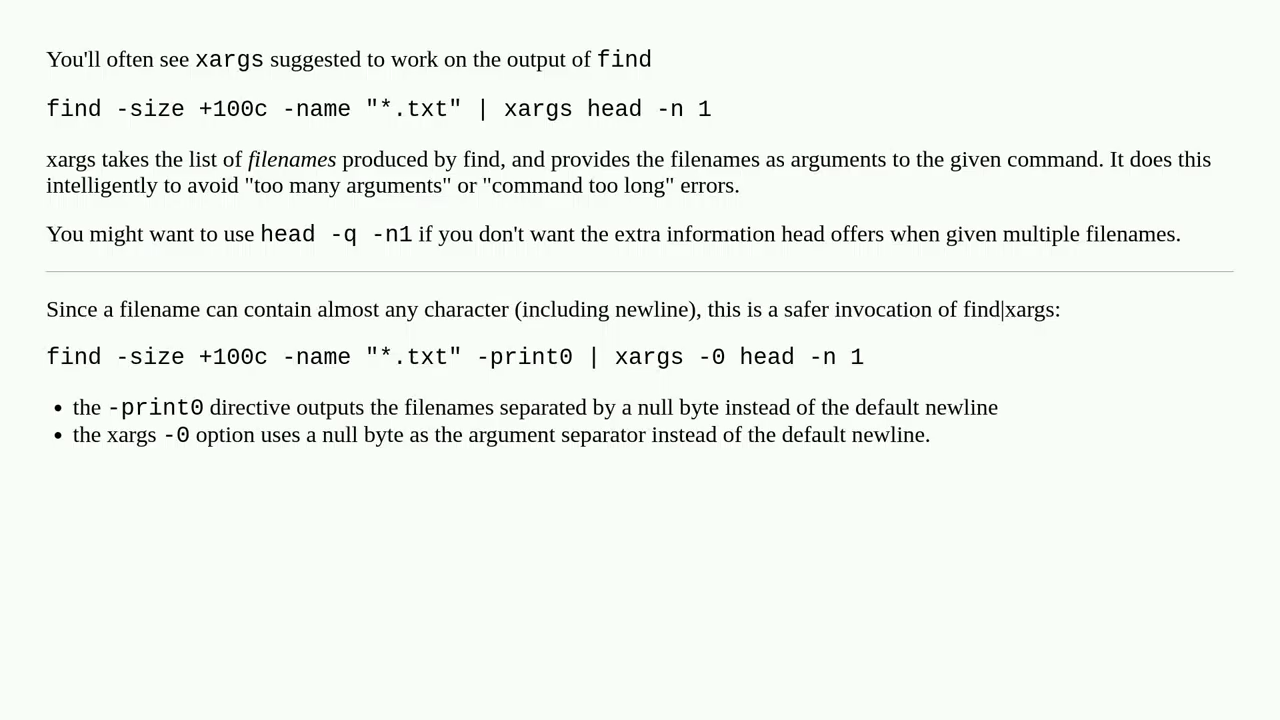 You'll often see xargs suggested to work on the output of find
find -size +100c -name "*.txt" | xargs head -n 1
xargs takes the list of filenames produced by find, and provides the filenames as arguments to the given command. It does this
intelligently to avoid "too many arguments" or "command too long" errors.
You might want to use head -q -n1 if you don't want the extra information head offers when given multiple filenames.
Since a filename can contain almost any character (including newline), this is a safer invocation of find|xargs:
find -size +100c -name "*.txt" -print0 | xargs -0 head -n 1
• the -print0 directive outputs the filenames separated by a null byte instead of the default newline
• the xargs -0 option uses a null byte as the argument separator instead of the default newline.